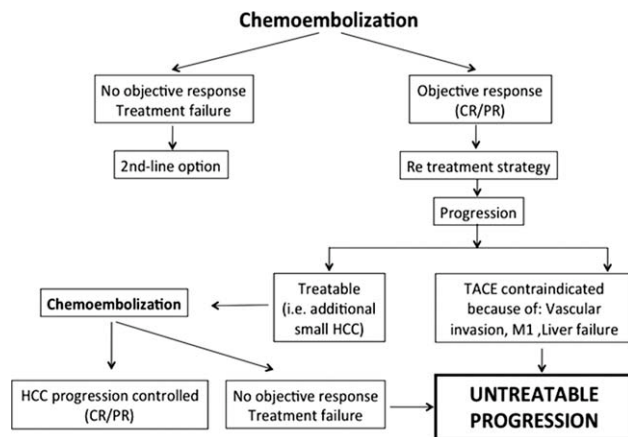 Chemoembolization
No objective response
Treatment failure
Objective response
(CR/PR)
2nd-line option
Re treatment strategy
Progression
Treatable
(i.e. additional
small HCC)
TACE contraindicated
because of: Vascular
invasion, M1 ,Liver failure
Chemoembolization
HCC progression controlled
(CR/PR)
No objective response
Treatment failure
UNTREATABLE
PROGRESSION